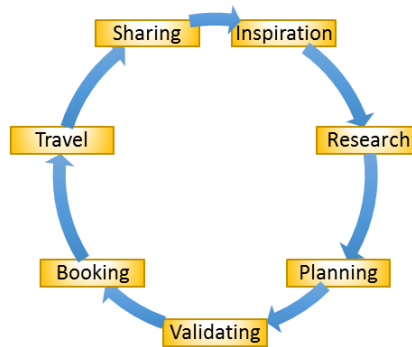 Sharing
Inspiration
Research
Planning
Validating
Booking
Travel